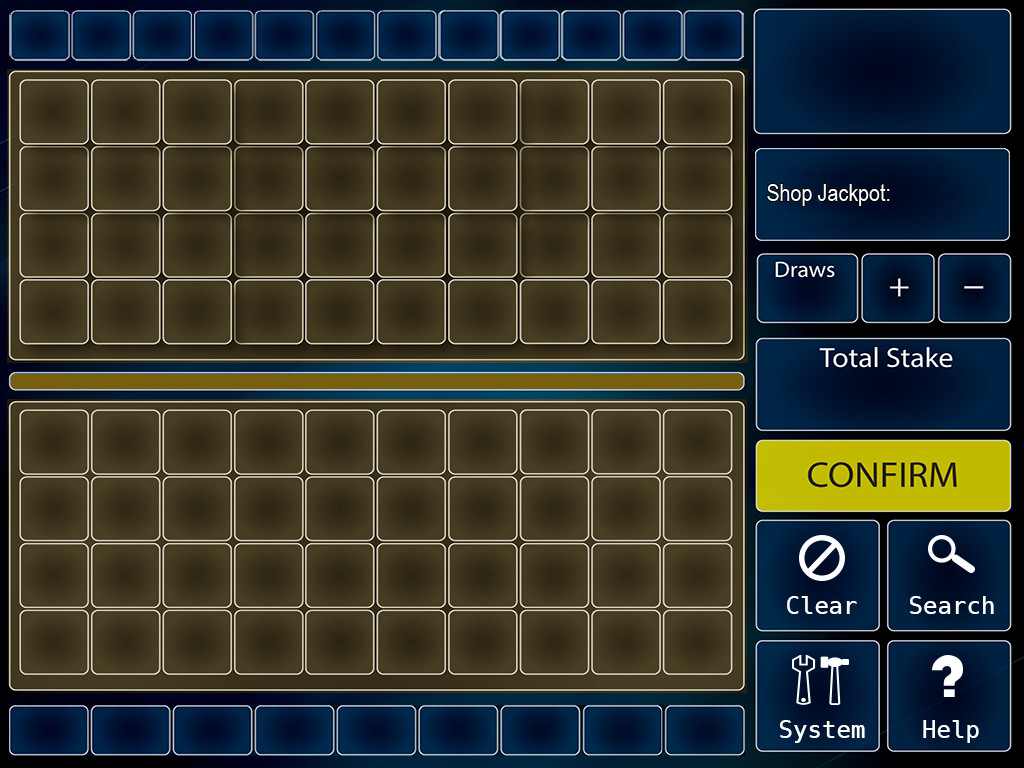 Shop Jackpot:
Draws
+
−
Total Stake
CONFIRM
Clear
Search
System
?
Help